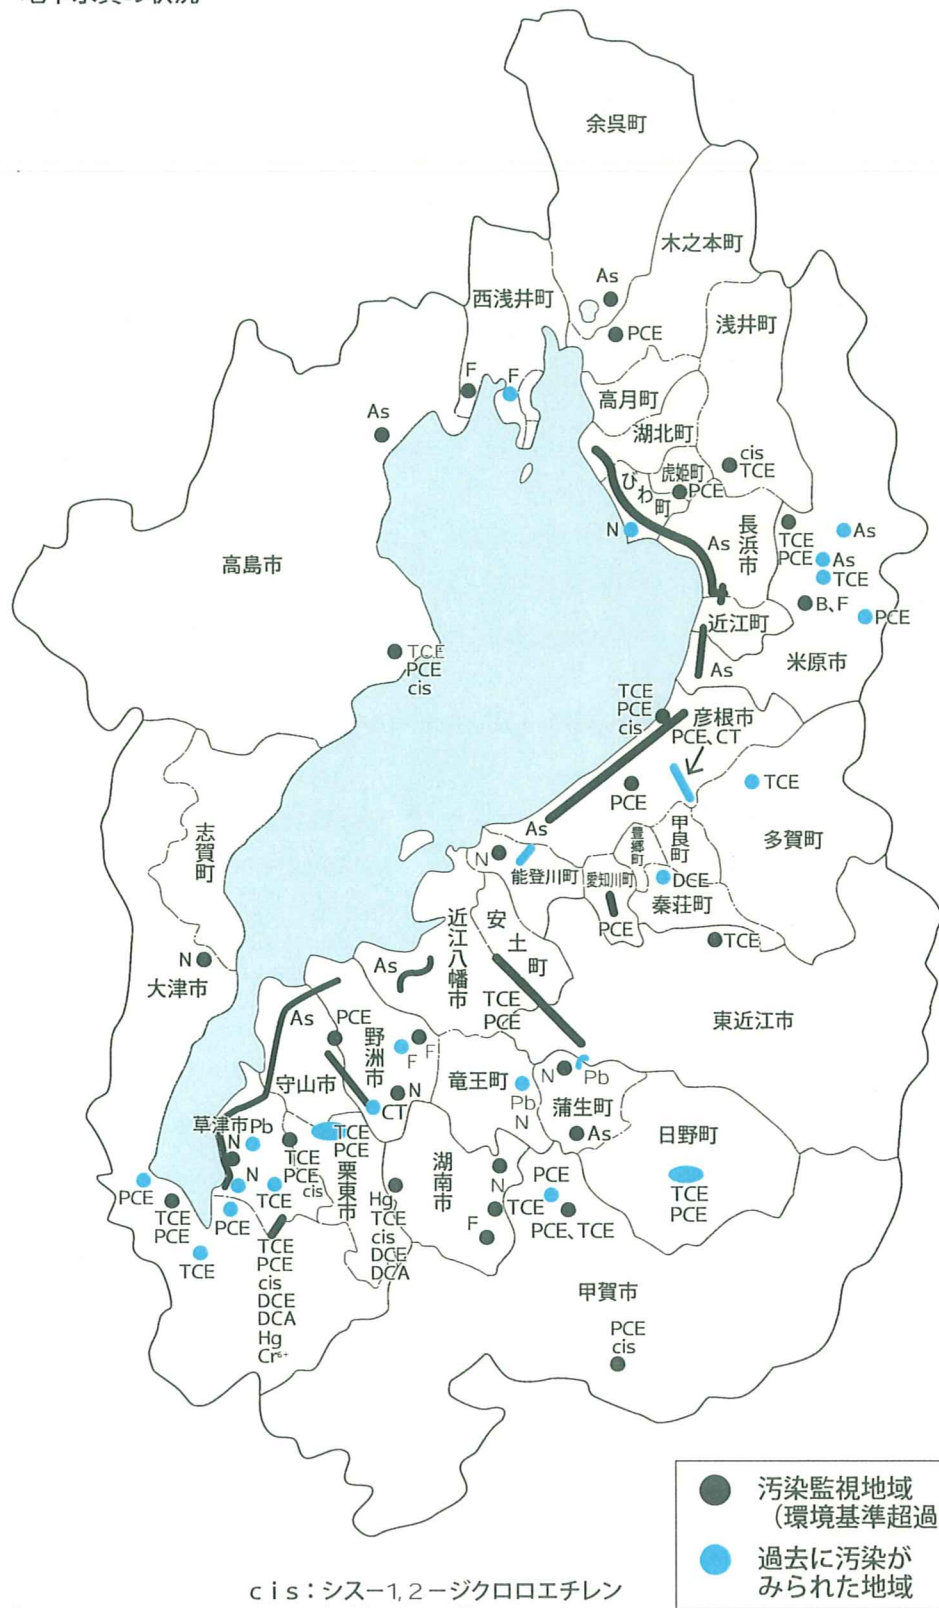 余呉町
木之本町
西浅井町
As
PCE
浅井町
F
F
As
高月町
湖北町
虎姫町
びわ町
PCE
cis
TCE
長浜市
N
As
TCE
PCE
As
As
TCE
B、F
PCE
高島市
近江町
米原市
As
TCE
PCE
cis
TCE
PCE
cis
彦根市
PCE、CT
TCE
PCE
多賀町
As
甲良町
豊郷町
N
能登川町
愛知川町
DCE
秦荘町
PCE
TCE
志賀町
N
大津市
近江八幡市
安土町
As
TCE
PCE
東近江市
As
PCE
野洲市
F
F
N
守山市
CT
竜王町
Pb
N
N
Pb
蒲生町
As
日野町
TCE
PCE
草津市
Pb
N
N
TCE
PCE
cis
TCE
TCE
PCE
栗東市
PCE
TCE
PCE
PCE
TCE
TCE
PCE
cis
DCE
DCA
Hg
Cr⁶⁺
Hg
TCE
cis
DCE
DCA
湖南市
N
F
PCE
TCE
PCE、TCE
甲賀市
PCE
cis
汚染監視地域
（環境基準超過
過去に汚染が
みられた地域
cis：シス−1,2−ジクロロエチレン